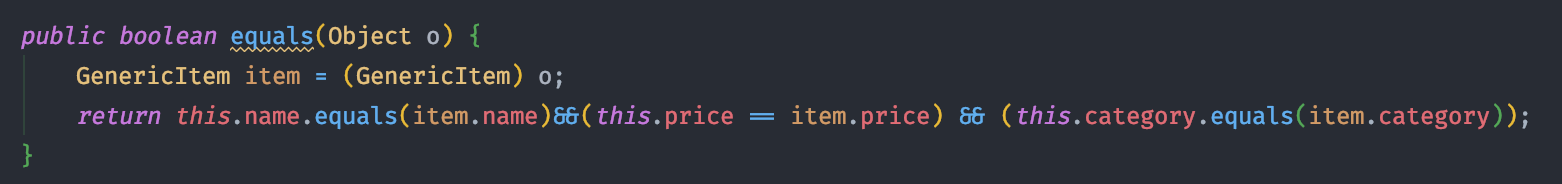 public boolean equals(Object o) {
    GenericItem item = (GenericItem) o;
    return this.name.equals(item.name)&&(this.price == item.price) && (this.category.equals(item.category));
}